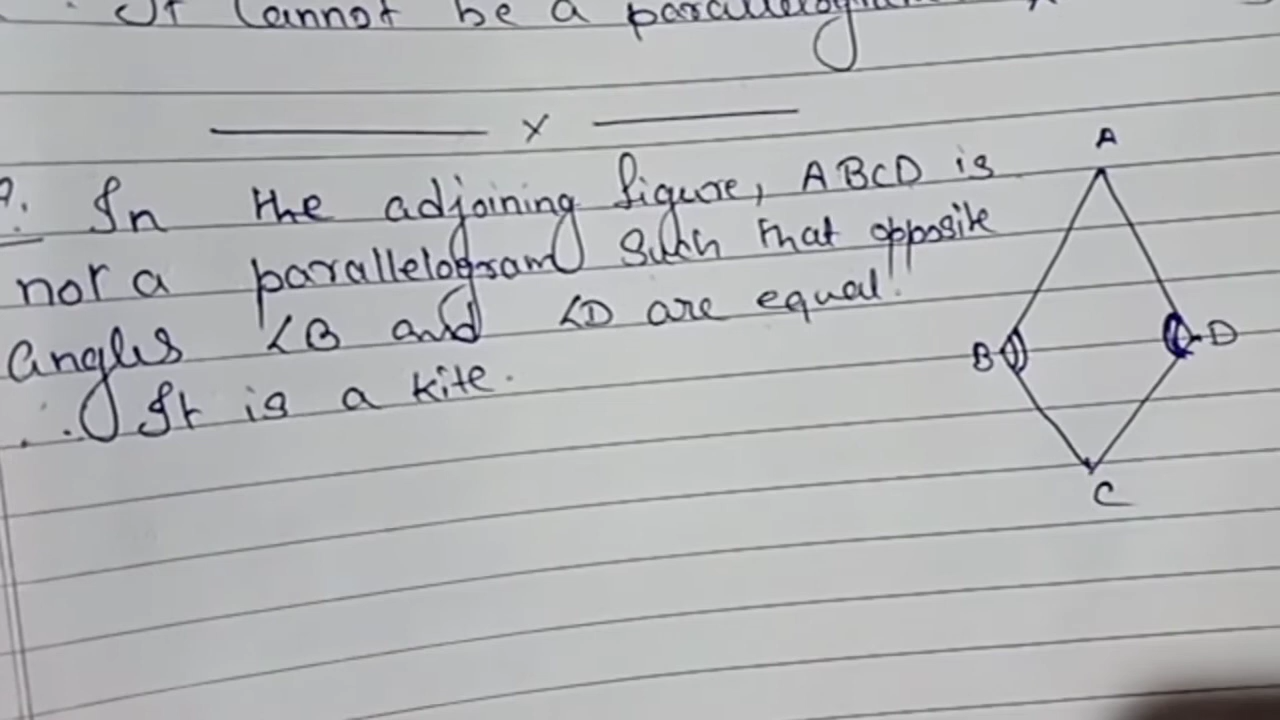 It cannot be a parallelogram
x
In the adjoining figure, ABCD is
not a parallelogram such that opposite
angles ∠B and ∠D are equal.
∴ It is a kite.
A
B
D
C